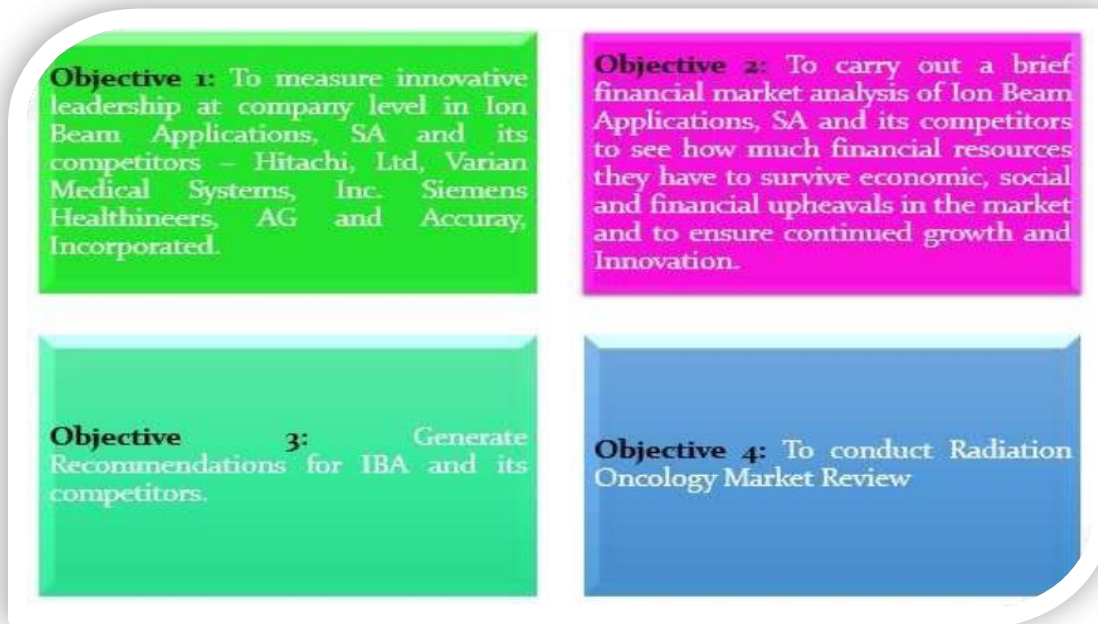 Objective 1: To measure innovative
leadership at company level in Ion
Beam Applications, SA and its
competitors – Hitachi, Ltd, Varian
Medical Systems, Inc. Siemens
Healthineers, AG and Accuray,
Incorporated.
Objective 2: To carry out a brief
financial market analysis of Ion Beam
Applications, SA and its competitors
to see how much financial resources
they have to survive economic, social
and financial upheavals in the market
and to ensure continued growth and
Innovation.
Objective 3: Generate
Recommendations for IBA and its
competitors.
Objective 4: To conduct Radiation
Oncology Market Review